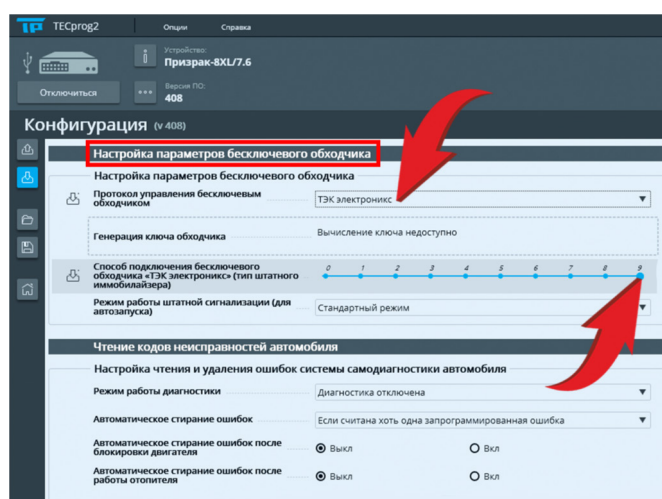 TP TECprog2 Опции Справка
Устройство:
Призрак-8XL/7.6
Отключиться
Версия ПО:
408
Конфигурация (v 408)
Настройка параметров бесключевого обходчика
Настройка параметров бесключевого обходчика
Протокол управления бесключевым
обходчиком
ТЭК электроникс
Генерация ключа обходчика
Вычисление ключа недоступно
Способ подключения бесключевого
обходчика «ТЭК электроникс» (тип штатного
иммобилайзера)
0 1 2 3 4 5 6 7 8 9
Режим работы штатной сигнализации (для
автозапуска)
Стандартный режим
Чтение кодов неисправностей автомобиля
Настройка чтения и удаления ошибок системы самодиагностики автомобиля
Режим работы диагностики
Диагностика отключена
Автоматическое стирание ошибок
Если считана хоть одна запрограммированная ошибка
Автоматическое стирание ошибок после
блокировки двигателя
Выкл Вкл
Автоматическое стирание ошибок после
работы отопителя
Выкл Вкл